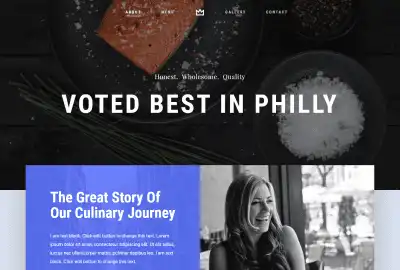 ABOUT MENU GALLERY CONTACT
Honest. Wholesome. Quality
VOTED BEST IN PHILLY
The Great Story Of
Our Culinary Journey
I am text block. Click edit button to change this text. Lorem
ipsum dolor sit amet, consectetur adipiscing elit. Ut elit tellus,
luctus nec ullamcorper mattis, pulvinar dapibus leo. I am text
block. Click edit button to change this text.